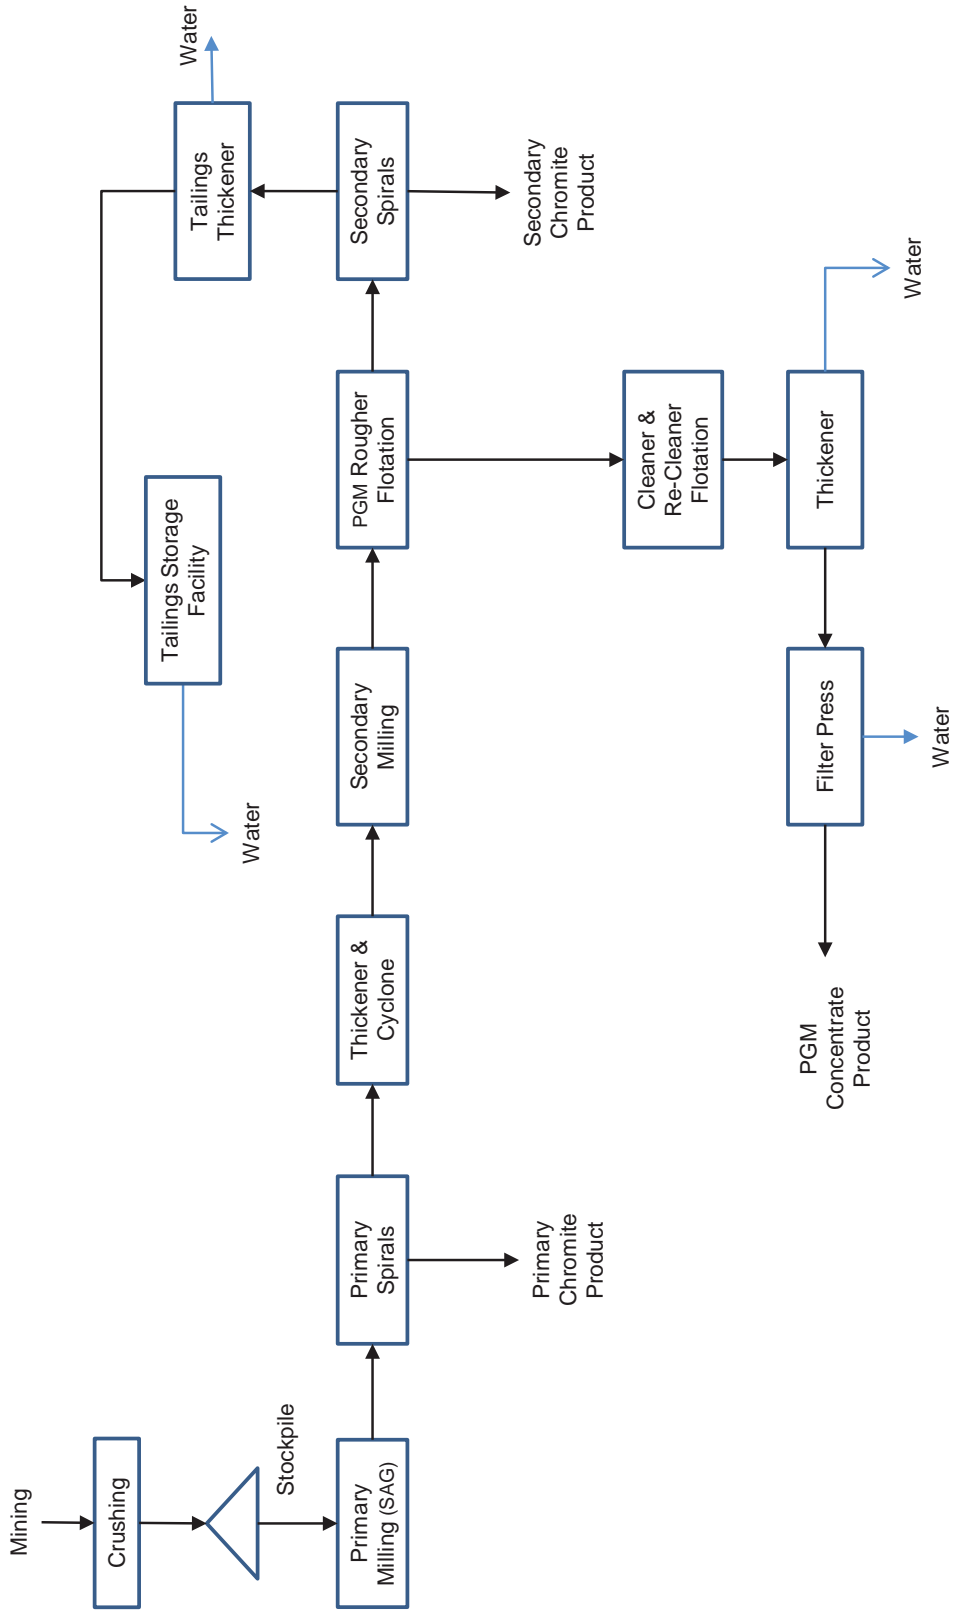 Mining
Crushing
Stockpile
Primary
Milling (SAG)
Primary
Spirals
Primary
Chromite
Product
Thickener &
Cyclone
Secondary
Milling
PGM Rougher
Flotation
Secondary
Spirals
Secondary
Chromite
Product
Tailings
Thickener
Water
Tailings Storage
Facility
Water
Cleaner &
Re-Cleaner
Flotation
Thickener
Water
Filter Press
Water
PGM
Concentrate
Product